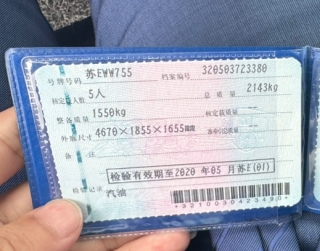 号牌号码 苏EWW755 档案编号 320503723380
核定载人数 5人 总质量 2143kg
整备质量 1550kg 核定载质量 --
外廓尺寸 4670×1855×1655mm 准牵引总质量 --
检验有效期至2020年05月苏E(01)
检验记录 汽油